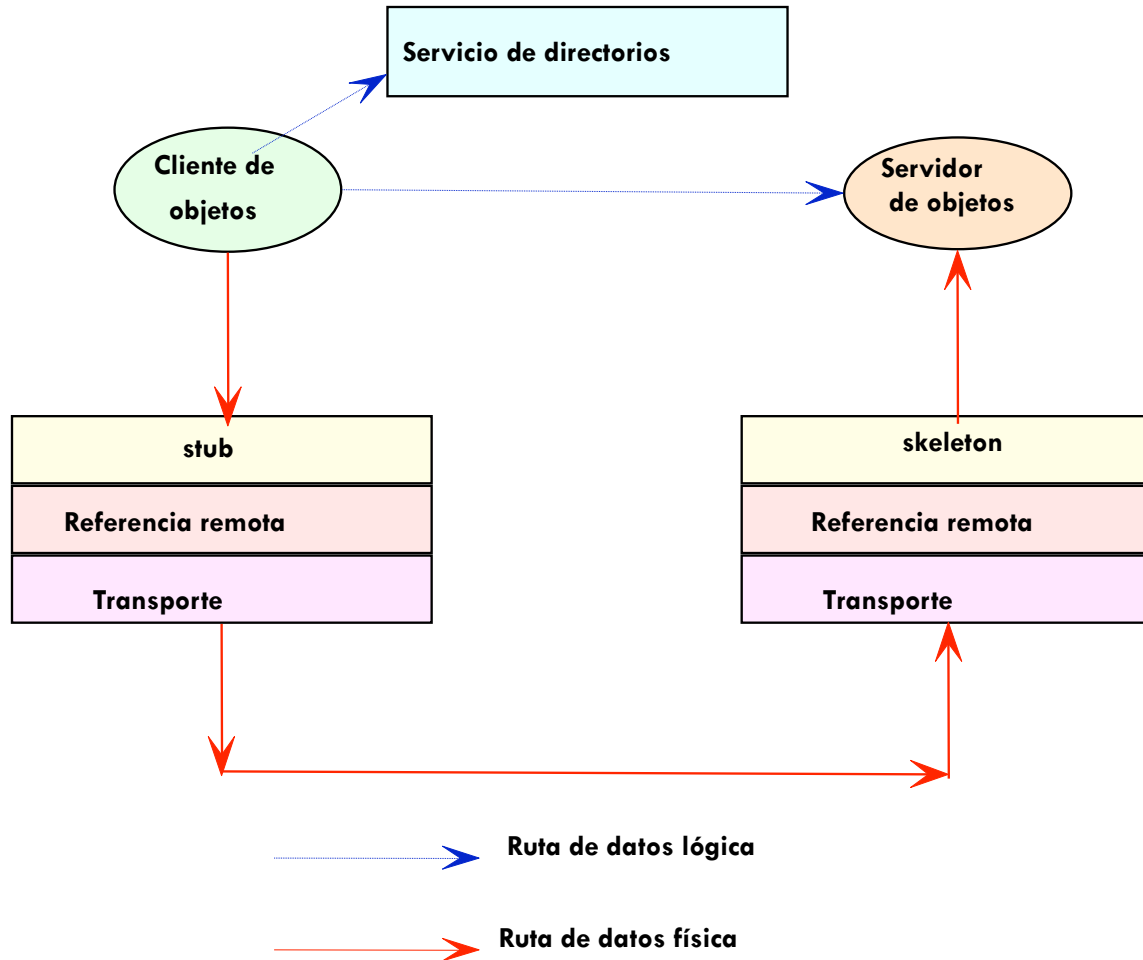 Servicio de directorios
Cliente de
objetos
Servidor
de objetos
stub
Referencia remota
Transporte
skeleton
Referencia remota
Transporte
Ruta de datos lógica
Ruta de datos física